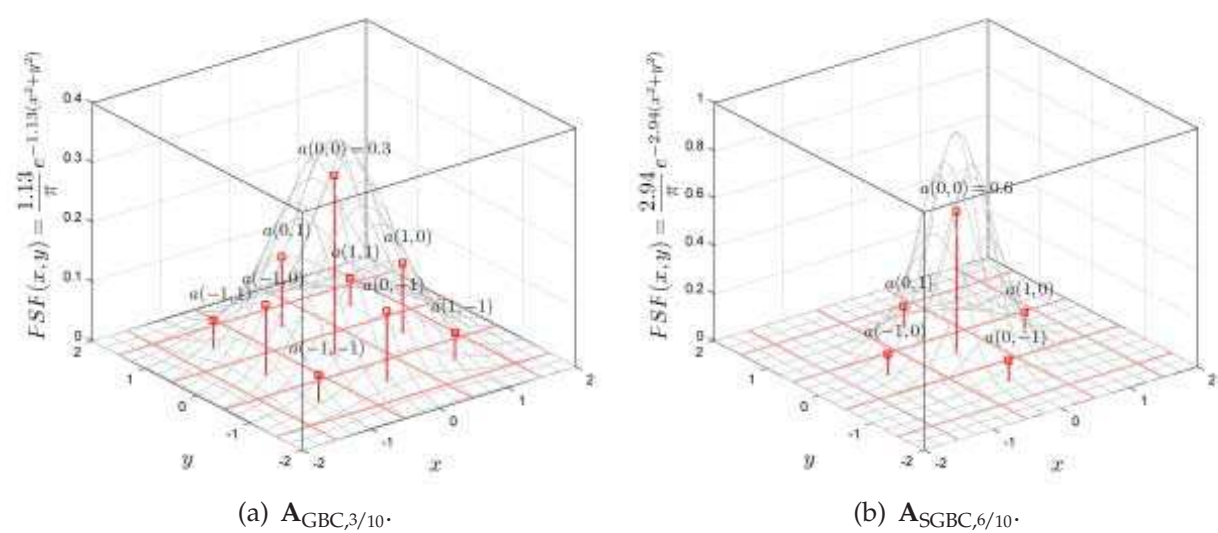 FSF(x, y) = 1.13/π e^−1.13(x²+y²)
0.4
0.3
0.2
0.1
0
a(0,0) = 0.3
a(0,1)
a(1,0)
a(1,1)
a(−1,0)
a(0,−1)
a(−1,1)
a(1,−1)
a(−1,−1)
2
1
0
-1
-2
y
-2
-1
0
1
2
x
(a) A_GBC,3/10.
FSF(x, y) = 2.94/π e^−2.94(x²+y²)
1
0.8
0.6
0.4
0.2
0
a(0,0) = 0.6
a(0,1)
a(1,0)
a(−1,0)
a(0,−1)
2
1
0
-1
-2
y
-2
-1
0
1
2
x
(b) A_SGBC,6/10.